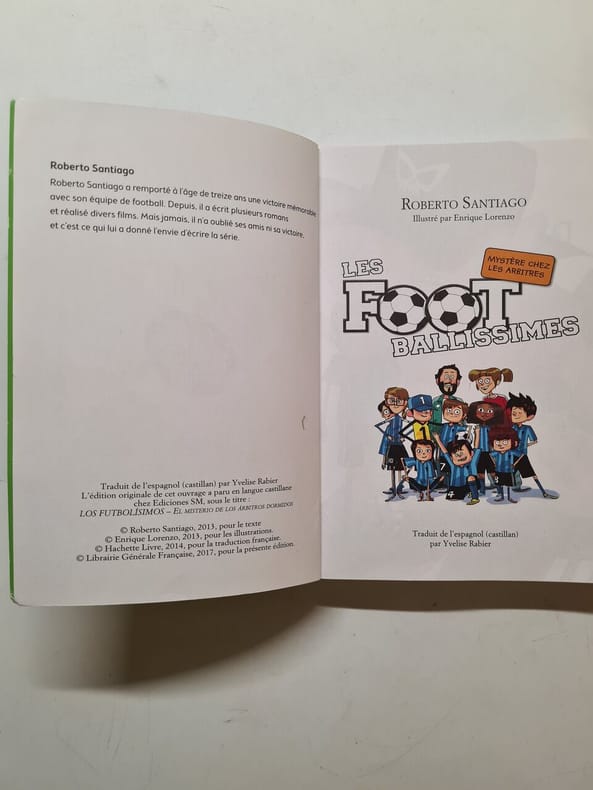 Roberto Santiago
Roberto Santiago a remporté à l'âge de treize ans une victoire mémorable
avec son équipe de football. Depuis, il a écrit plusieurs romans
et réalisé divers films. Mais jamais, il n'a oublié ses amis ni sa victoire,
et c'est ce qui lui a donné l'envie d'écrire la série.
Traduit de l'espagnol (castillan) par Yvelise Rabier
L'édition originale de cet ouvrage a paru en langue castillane
chez Ediciones SM, sous le titre :
LOS FUTBOLÍSIMOS – EL MISTERIO DE LOS ÁRBITROS DORMIDOS
© Roberto Santiago, 2013, pour le texte
© Enrique Lorenzo, 2013, pour les illustrations.
© Hachette Livre, 2014, pour la traduction française.
© Librairie Générale Française, 2017, pour la présente édition.
ROBERTO SANTIAGO
Illustré par Enrique Lorenzo
MYSTÈRE CHEZ
LES ARBITRES
LES
FOOT
BALLISSIMES
1
1
7
4
Traduit de l'espagnol (castillan)
par Yvelise Rabier